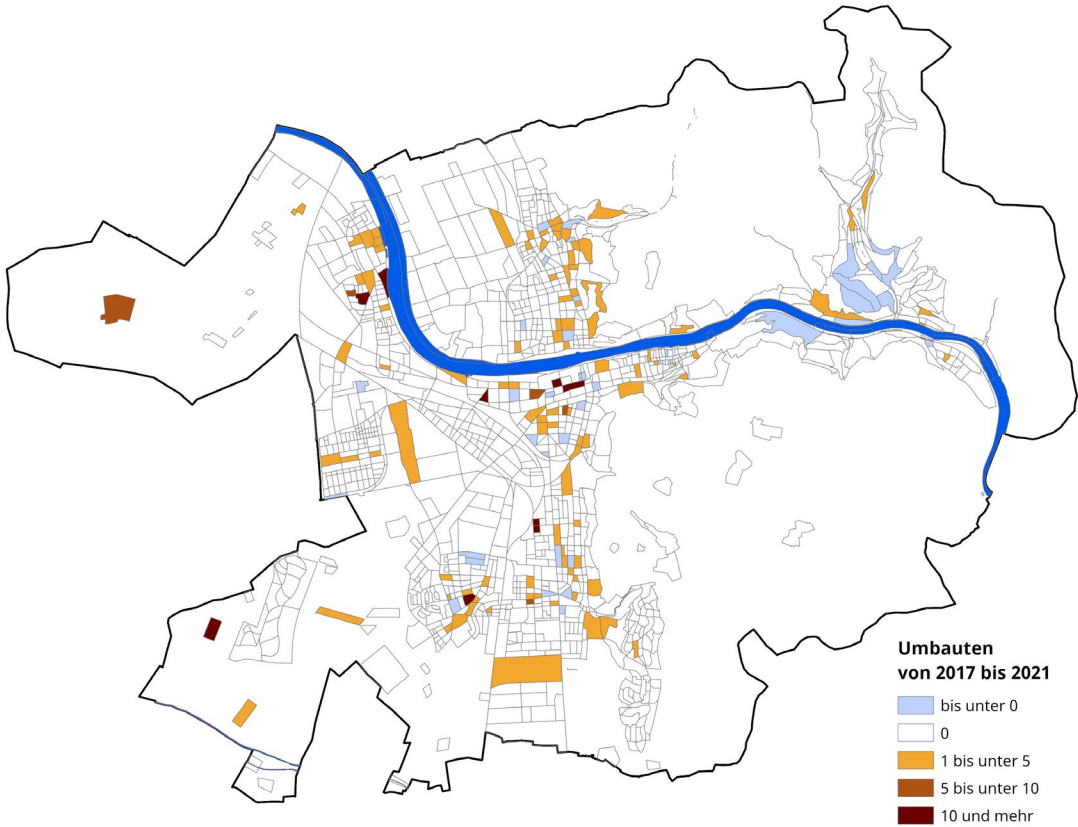 Umbauten
von 2017 bis 2021
bis unter 0
0
1 bis unter 5
5 bis unter 10
10 und mehr